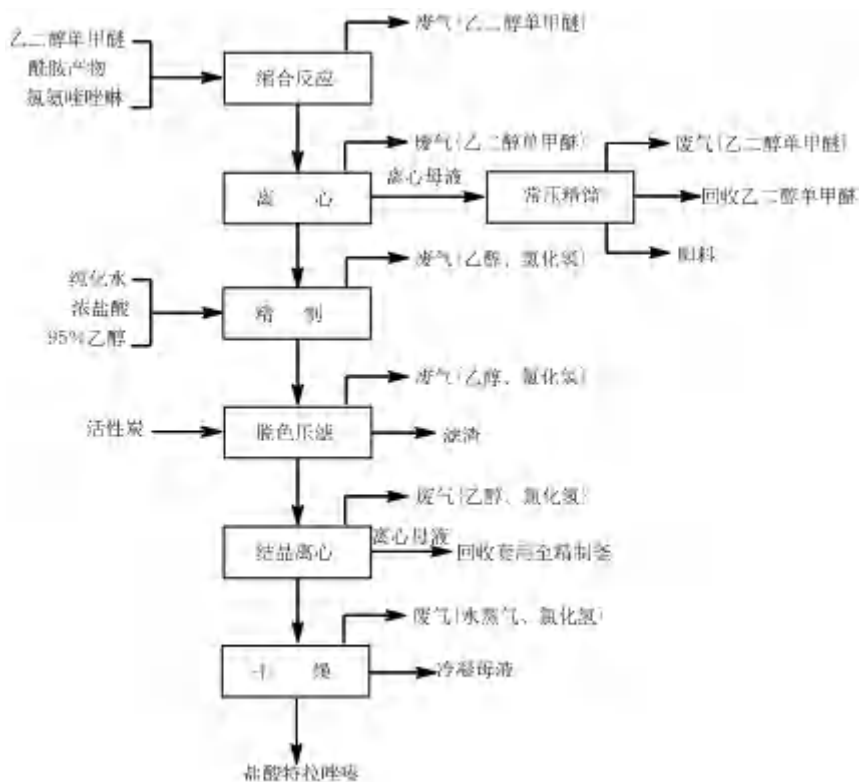 废气(乙二醇单甲醚)
乙二醇单甲醚
酰胺产物
氯氨喹唑啉
缩合反应
废气(乙二醇单甲醚)
废气(乙二醇单甲醚)
离心母液
离 心
常压精馏
回收乙二醇单甲醚
废气(乙醇、氯化氢)
纯化水
浓盐酸
95%乙醇
精 制
废气(乙醇、氯化氢)
活性炭
脱色压滤
滤渣
废气(乙醇、氯化氢)
离心母液
结晶离心
回收套用至精制釜
废气(水蒸气、氯化氢)
干 燥
冷凝母液
盐酸特拉唑嗪